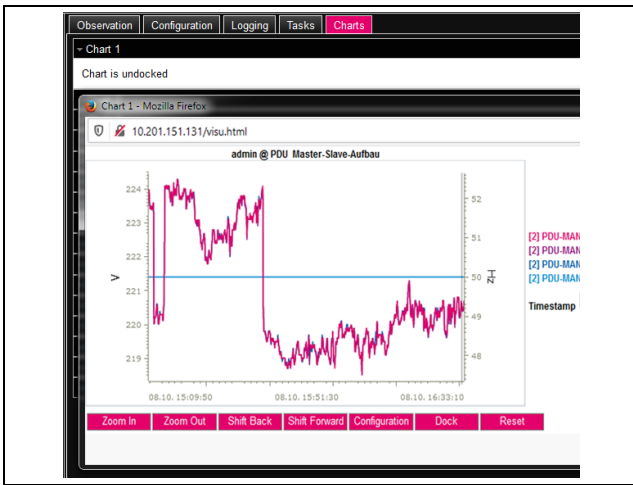 Observation Configuration Logging Tasks Charts
Chart 1
Chart is undocked
Chart 1 - Mozilla Firefox
10.201.151.131/visu.html
admin @ PDU Master-Slave-Aufbau
224
223
222
221
220
219
V
52
51
50
49
48
Hz
[2] PDU-MAN
[2] PDU-MAN
[2] PDU-MAN
[2] PDU-MAN
Timestamp
08.10. 15:09:50 08.10. 15:51:30 08.10. 16:33:10
Zoom In Zoom Out Shift Back Shift Forward Configuration Dock Reset